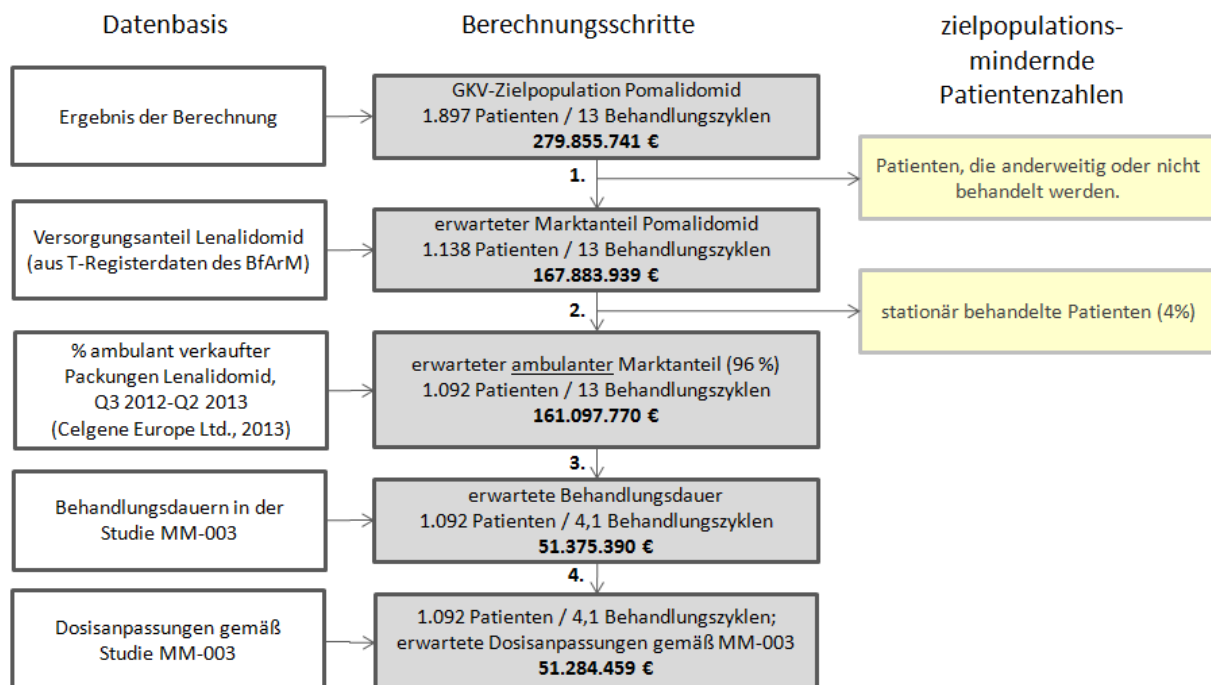 Datenbasis
Berechnungsschritte
zielpopulations-
mindernde
Patientenzahlen
Ergebnis der Berechnung
GKV-Zielpopulation Pomalidomid
1.897 Patienten / 13 Behandlungszyklen
279.855.741 €
1.
Patienten, die anderweitig oder nicht
behandelt werden.
Versorgungsanteil Lenalidomid
(aus T-Registerdaten des BfArM)
erwarteter Marktanteil Pomalidomid
1.138 Patienten / 13 Behandlungszyklen
167.883.939 €
2.
stationär behandelte Patienten (4%)
% ambulant verkaufter
Packungen Lenalidomid,
Q3 2012-Q2 2013
(Celgene Europe Ltd., 2013)
erwarteter ambulanter Marktanteil (96 %)
1.092 Patienten / 13 Behandlungszyklen
161.097.770 €
3.
Behandlungsdauern in der
Studie MM-003
erwartete Behandlungsdauer
1.092 Patienten / 4,1 Behandlungszyklen
51.375.390 €
4.
Dosisanpassungen gemäß
Studie MM-003
1.092 Patienten / 4,1 Behandlungszyklen;
erwartete Dosisanpassungen gemäß MM-003
51.284.459 €